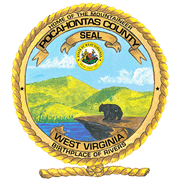 HOME OF THE MOUNTAINEER
POCAHONTAS COUNTY
SEAL
WEST VIRGINIA
BIRTHPLACE OF RIVERS